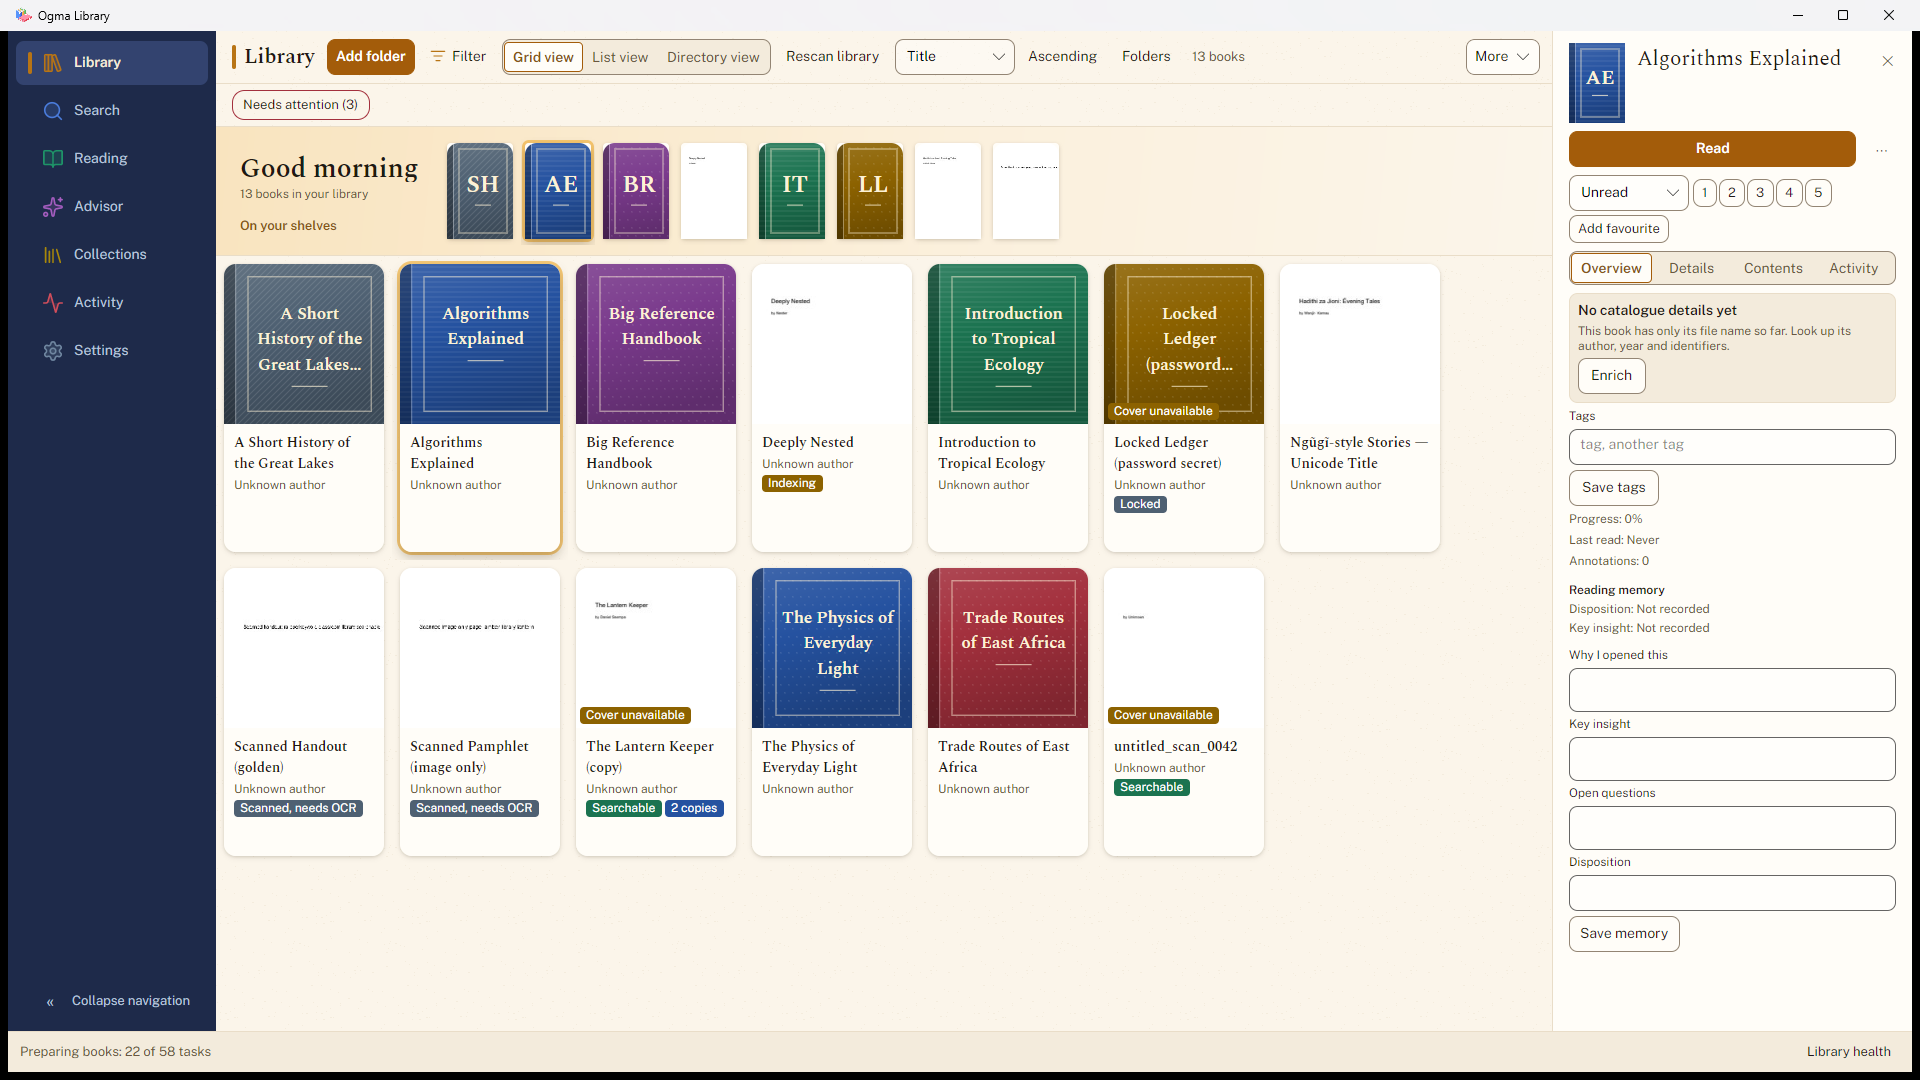 Ogma Library
Library
Search
Reading
Advisor
Collections
Activity
Settings
« Collapse navigation
Library
Add folder
Filter
Grid view
List view
Directory view
Rescan library
Title
Ascending
Folders
13 books
More
Needs attention (3)
Good morning
13 books in your library
On your shelves
SH
AE
BR
IT
LL
A Short
History of the
Great Lakes...
A Short History of
the Great Lakes
Unknown author
Algorithms
Explained
Algorithms
Explained
Unknown author
Big Reference
Handbook
Big Reference
Handbook
Unknown author
Deeply Nested
by Nester
Deeply Nested
Unknown author
Indexing
Introduction
to Tropical
Ecology
Introduction to
Tropical Ecology
Unknown author
Locked
Ledger
(password...
Cover unavailable
Locked Ledger
(password secret)
Unknown author
Locked
Hadithi za Jioni: Evening Tales
Ngũgĩ-style Stories —
Unicode Title
Unknown author
Scanned Handout
(golden)
Unknown author
Scanned, needs OCR
Scanned Pamphlet
(image only)
Unknown author
Scanned, needs OCR
The Lantern Keeper
Cover unavailable
The Lantern Keeper
(copy)
Unknown author
Searchable
2 copies
The Physics of
Everyday
Light
The Physics of
Everyday Light
Unknown author
Trade Routes
of East Africa
Trade Routes of East
Africa
Unknown author
by Unknown
Cover unavailable
untitled_scan_0042
Unknown author
Searchable
AE
Algorithms Explained
Read
...
Unread
1
2
3
4
5
Add favourite
Overview
Details
Contents
Activity
No catalogue details yet
This book has only its file name so far. Look up its
author, year and identifiers.
Enrich
Tags
tag, another tag
Save tags
Progress: 0%
Last read: Never
Annotations: 0
Reading memory
Disposition: Not recorded
Key insight: Not recorded
Why I opened this
Key insight
Open questions
Disposition
Save memory
Preparing books: 22 of 58 tasks
Library health